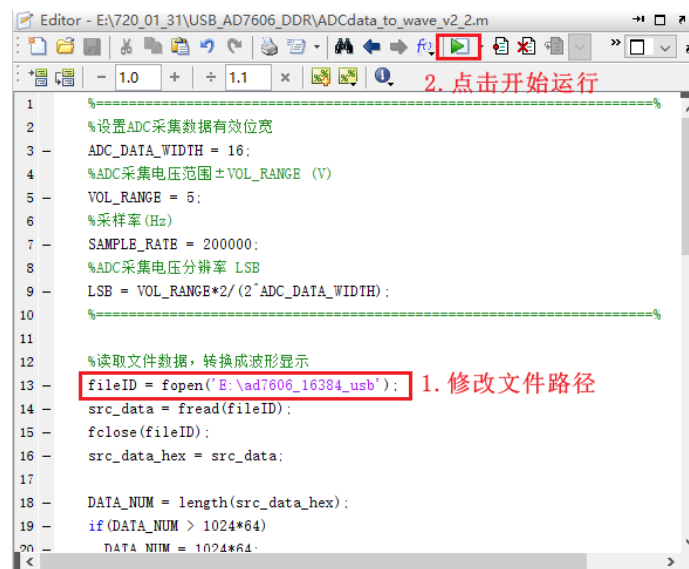 Editor - E:\720_01_31\USB_AD7606_DDR\ADCdata_to_wave_v2_2.m
fx
- 1.0 + ÷ 1.1 ×
2. 点击开始运行
1 %==============================================================%
2 %设置ADC采集数据有效位宽
3 - ADC_DATA_WIDTH = 16;
4 %ADC采集电压范围±VOL_RANGE (V)
5 - VOL_RANGE = 5;
6 %采样率(Hz)
7 - SAMPLE_RATE = 200000;
8 %ADC采集电压分辨率 LSB
9 - LSB = VOL_RANGE*2/(2^ADC_DATA_WIDTH);
10 %==============================================================%
11
12 %读取文件数据，转换成波形显示
13 - fileID = fopen('E:\ad7606_16384_usb'); 1. 修改文件路径
14 - src_data = fread(fileID);
15 - fclose(fileID);
16 - src_data_hex = src_data;
17
18 - DATA_NUM = length(src_data_hex);
19 - if(DATA_NUM > 1024*64)
20 - DATA_NUM = 1024*64;